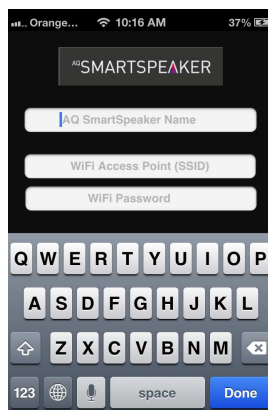 Orange... 10:16 AM 37%
AQSMARTSPEAKER
AQ SmartSpeaker Name
WiFi Access Point (SSID)
WiFi Password
Q W E R T Y U I O P
A S D F G H J K L
Z X C V B N M
123 space Done